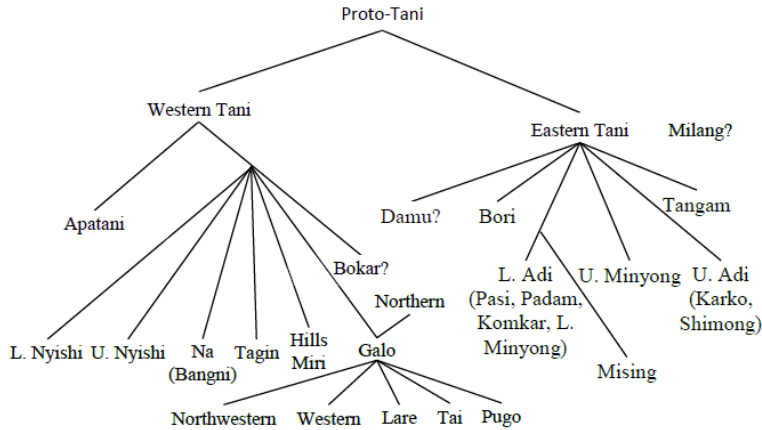 Proto-Tani
Western Tani
Eastern Tani
Milang?
Apatani
Damu?
Bori
Tangam
Bokar?
L. Adi
(Pasi, Padam,
Komkar, L.
Minyong)
U. Minyong
U. Adi
(Karko,
Shimong)
Northern
L. Nyishi
U. Nyishi
Na
(Bangni)
Tagin
Hills
Miri
Galo
Mising
Northwestern
Western
Lare
Tai
Pugo